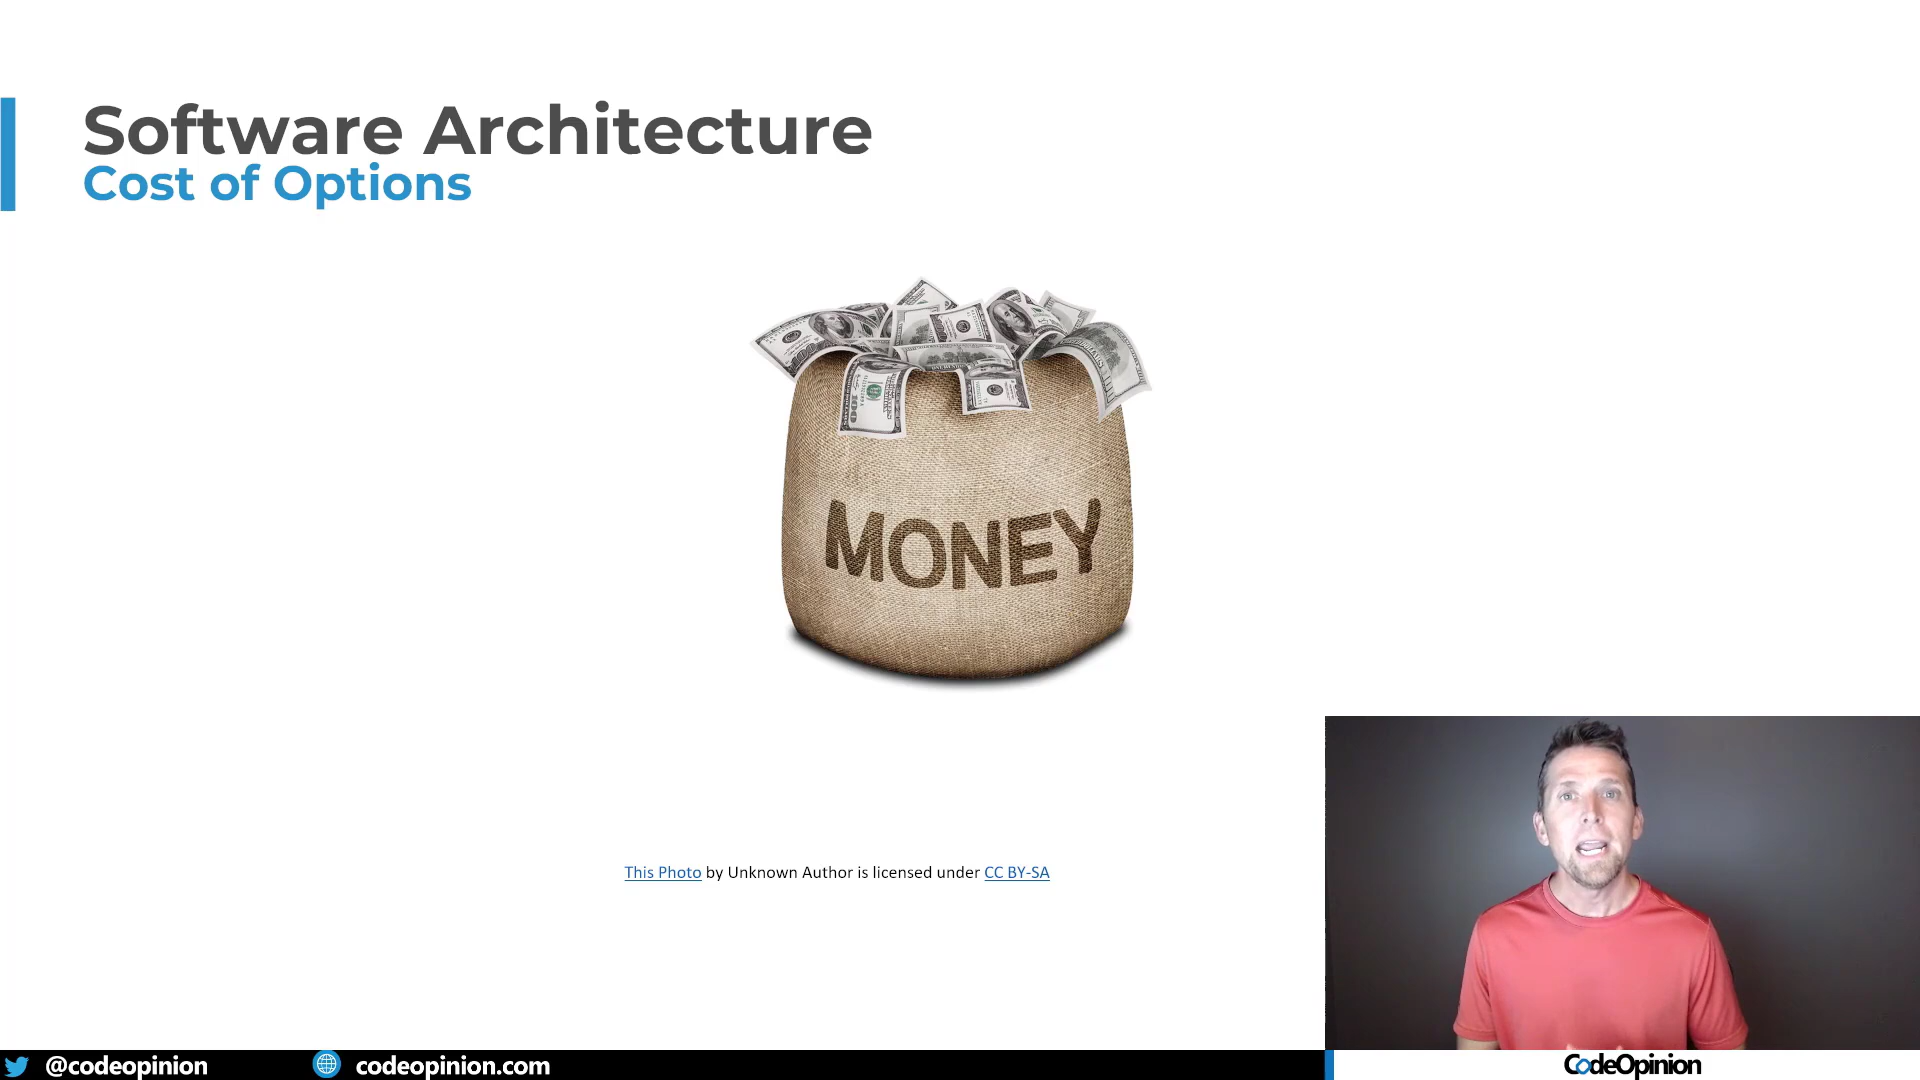 Software Architecture
Cost of Options
MONEY
This Photo by Unknown Author is licensed under CC BY-SA
@codeopinion
codeopinion.com
CodeOpinion